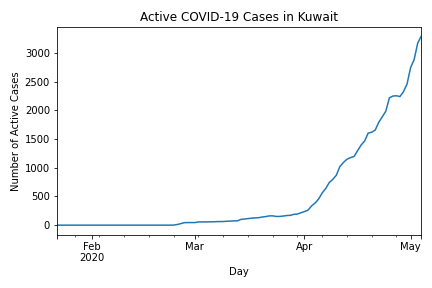 Active COVID-19 Cases in Kuwait
3000
2500
2000
1500
1000
500
0
Number of Active Cases
Feb
2020
Mar
Apr
May
Day